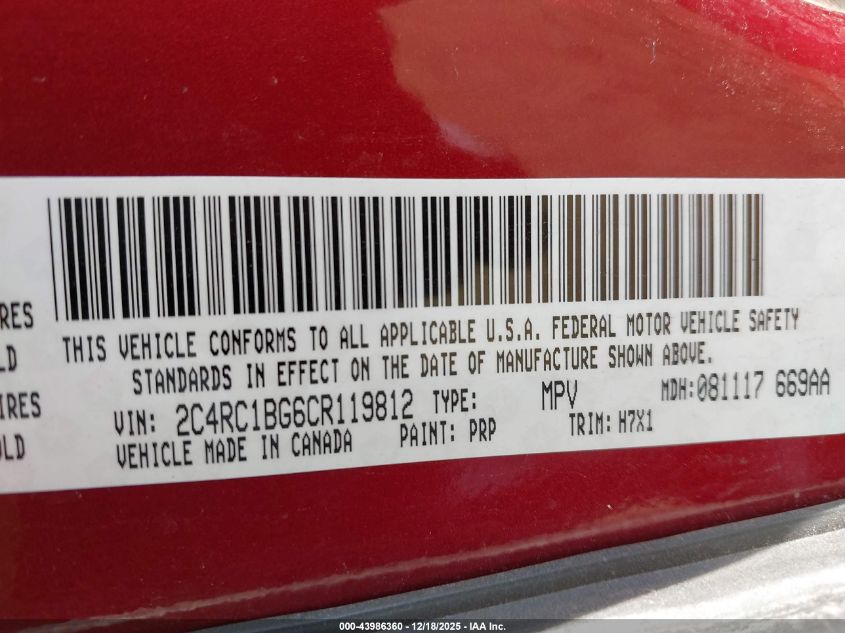 THIS VEHICLE CONFORMS TO ALL APPLICABLE U.S.A. FEDERAL MOTOR VEHICLE SAFETY
STANDARDS IN EFFECT ON THE DATE OF MANUFACTURE SHOWN ABOVE.
VIN: 2C4RC1BG6CR119812 TYPE: MPV MDH:081117 669AA
VEHICLE MADE IN CANADA PAINT: PRP TRIM: H7X1
RES
LD
IRES
OLD
000-43986360 - 12/18/2025 - IAA Inc.